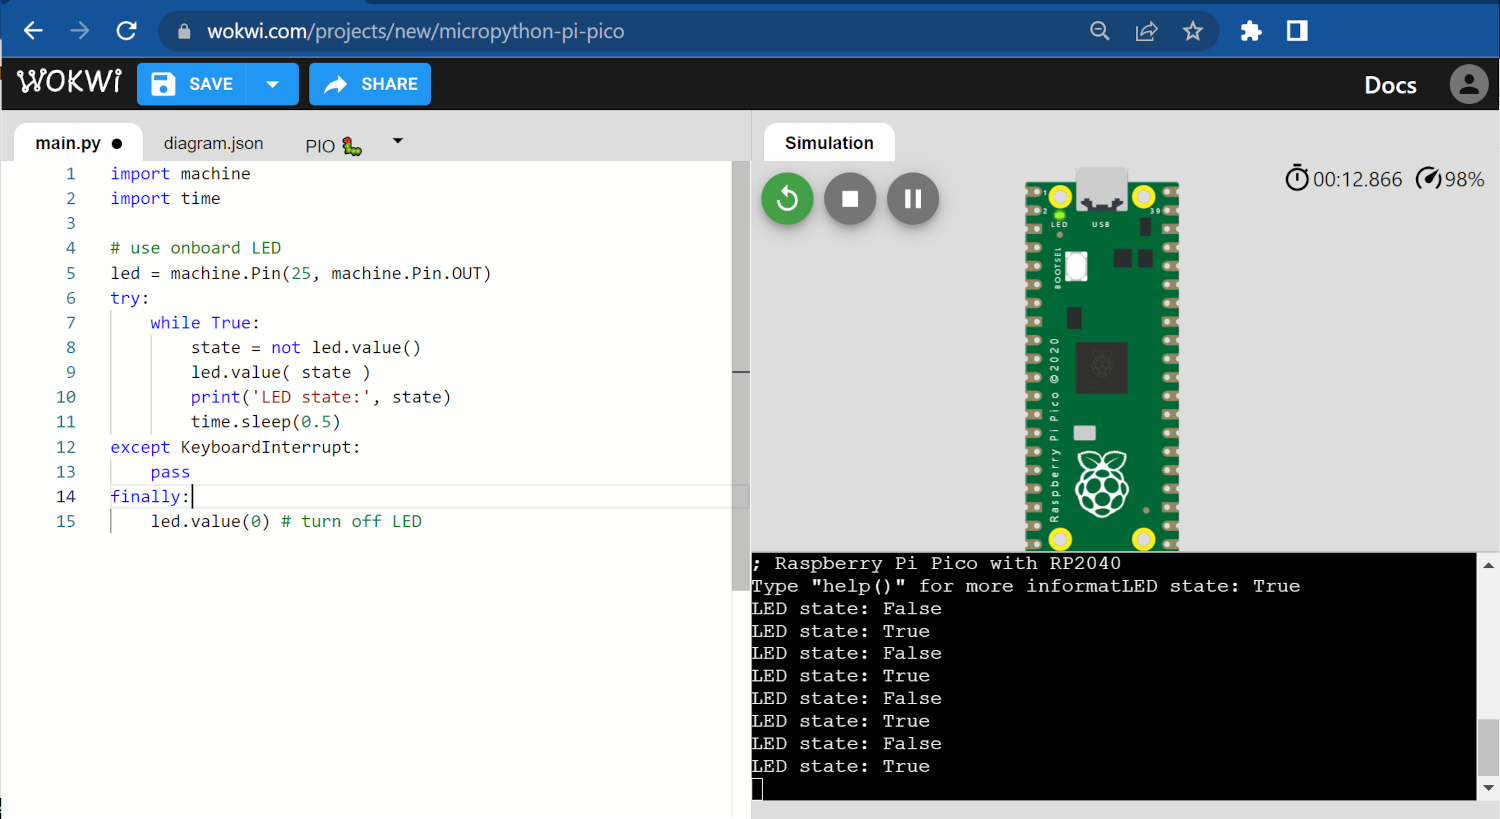 wokwi.com/projects/new/micropython-pi-pico
WOKWi
SAVE
SHARE
Docs
main.py ●
diagram.json
PIO 🐛
1 import machine
2 import time
3
4 # use onboard LED
5 led = machine.Pin(25, machine.Pin.OUT)
6 try:
7     while True:
8         state = not led.value()
9         led.value( state )
10         print('LED state:', state)
11         time.sleep(0.5)
12 except KeyboardInterrupt:
13     pass
14 finally:
15     led.value(0) # turn off LED
Simulation
00:12.866 98%
1
2
39
LED
USB
BOOTSEL
Raspberry Pi Pico ©2020
; Raspberry Pi Pico with RP2040
Type "help()" for more informatLED state: True
LED state: False
LED state: True
LED state: False
LED state: True
LED state: False
LED state: True
LED state: False
LED state: True